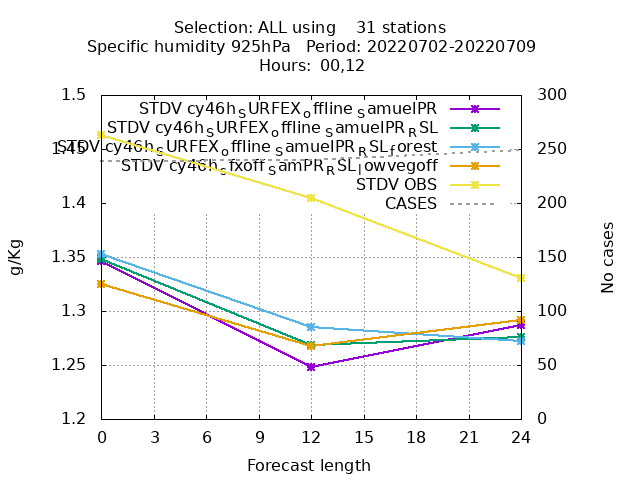 Selection: ALL using    31 stations
Specific humidity 925hPa   Period: 20220702-20220709
Hours: 00,12
1.5
300
STDV cy46h_SURFEX_offline_SamuelPR
STDV cy46h_SURFEX_offline_SamuelPR_RSL
1.45
STDV cy46h_SURFEX_offline_SamuelPR_RSL_forest
250
STDV cy46h_sfxoff_SamPR_RSL_lowvegoff
STDV OBS
1.4
CASES
200
g/Kg
1.35
150
No cases
1.3
100
1.25
50
1.2
0
0 3 6 9 12 15 18 21 24
Forecast length